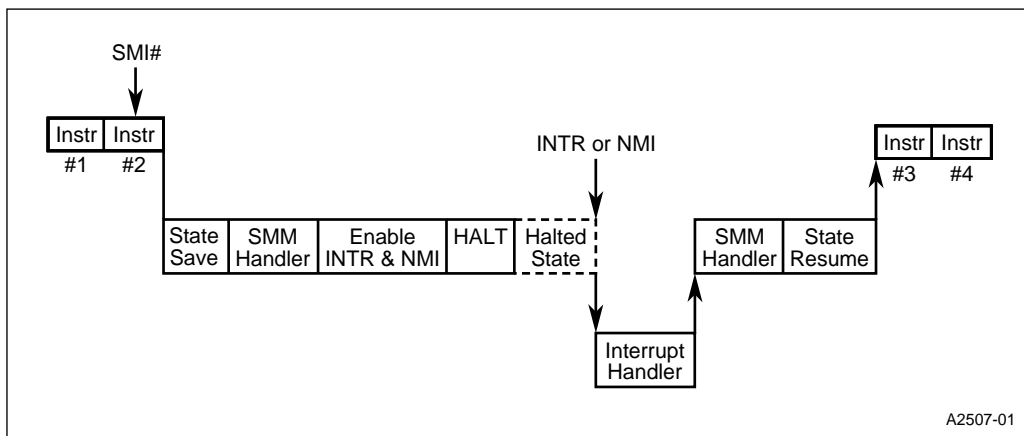 SMI#
Instr Instr
#1 #2
INTR or NMI
Instr Instr
#3 #4
State
Save
SMM
Handler
Enable
INTR & NMI
HALT
Halted
State
SMM
Handler
State
Resume
Interrupt
Handler
A2507-01